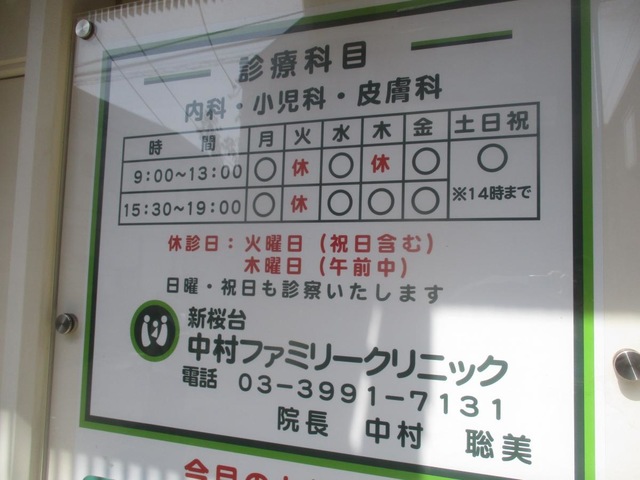 診療科目
内科・小児科・皮膚科
時 間 月 火 水 木 金 土日祝
9:00〜13:00 ○ 休 ○ 休 ○ ○
15:30〜19:00 ○ 休 ○ ○ ○ ※14時まで
休診日：火曜日（祝日含む）
木曜日（午前中）
日曜・祝日も診察いたします
新桜台
中村ファミリークリニック
電話 03-3991-7131
院長 中村 聡美
今月の